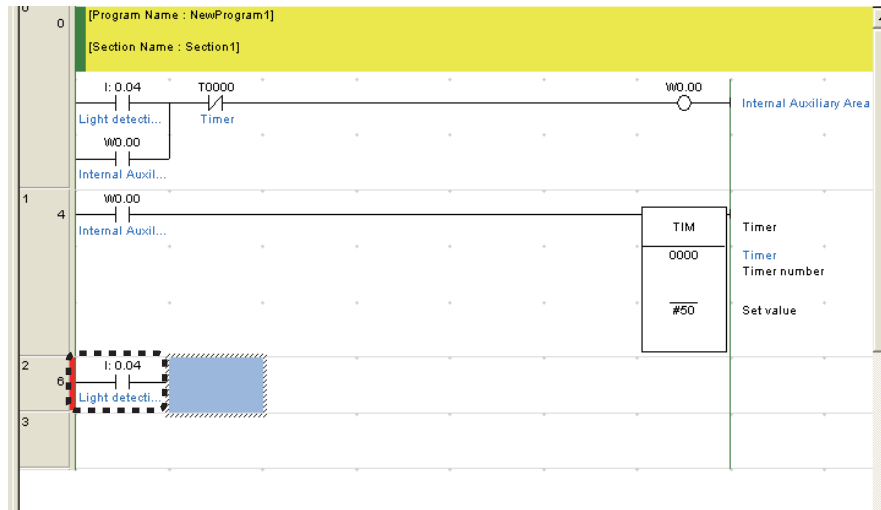 0
0
[Program Name : NewProgram1]
[Section Name : Section1]
I: 0.04 T0000 W0.00
Internal Auxiliary Area
Light detecti... Timer
W0.00
Internal Auxil...
1
W0.00
4
TIM Timer
Internal Auxil...
0000 Timer
Timer number
#50 Set value
2
I: 0.04
6
Light detecti...
3